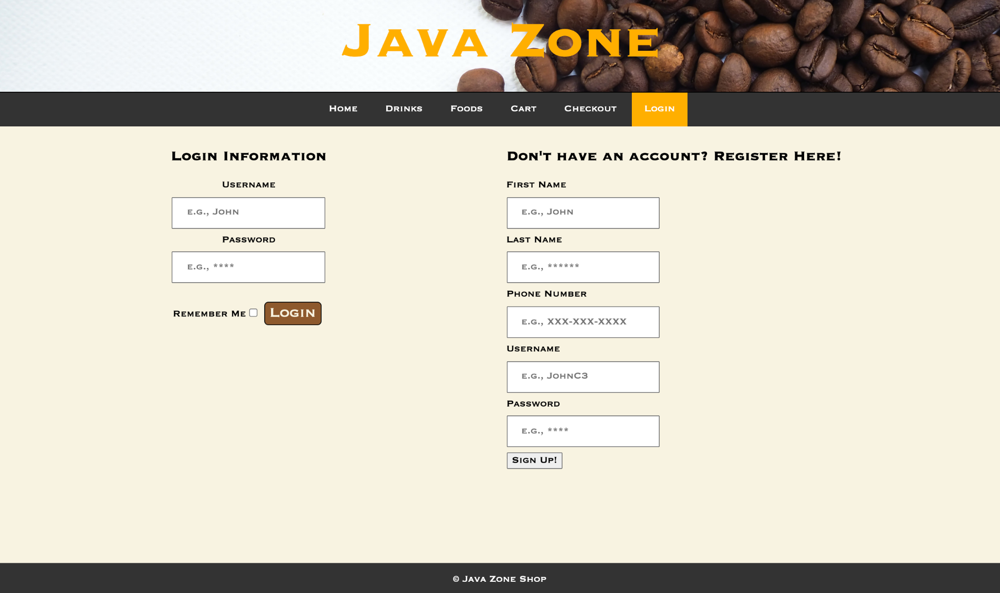 Java Zone
Home Drinks Foods Cart Checkout Login
Login Information
Username
e.g., John
Password
e.g., ****
Remember Me Login
Don't have an account? Register Here!
First Name
e.g., John
Last Name
e.g., ******
Phone Number
e.g., XXX-XXX-XXXX
Username
e.g., JohnC3
Password
e.g., ****
Sign Up!
© Java Zone Shop